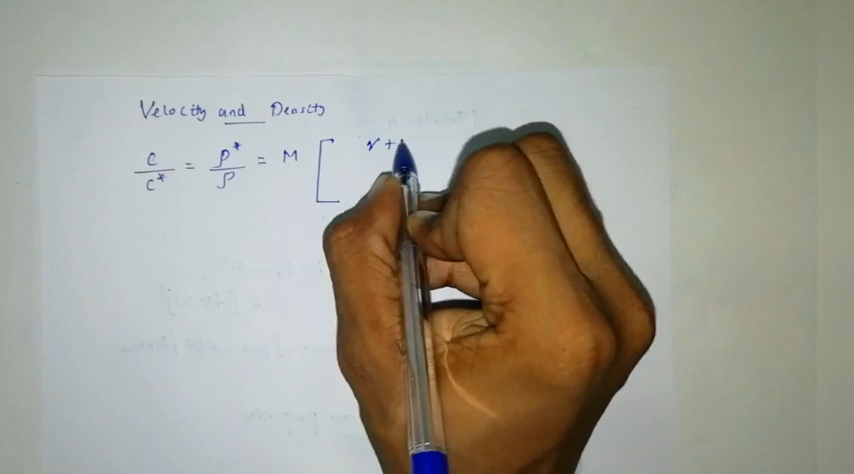 Velocity and Density
c/c* = ρ*/ρ = M [ γ +